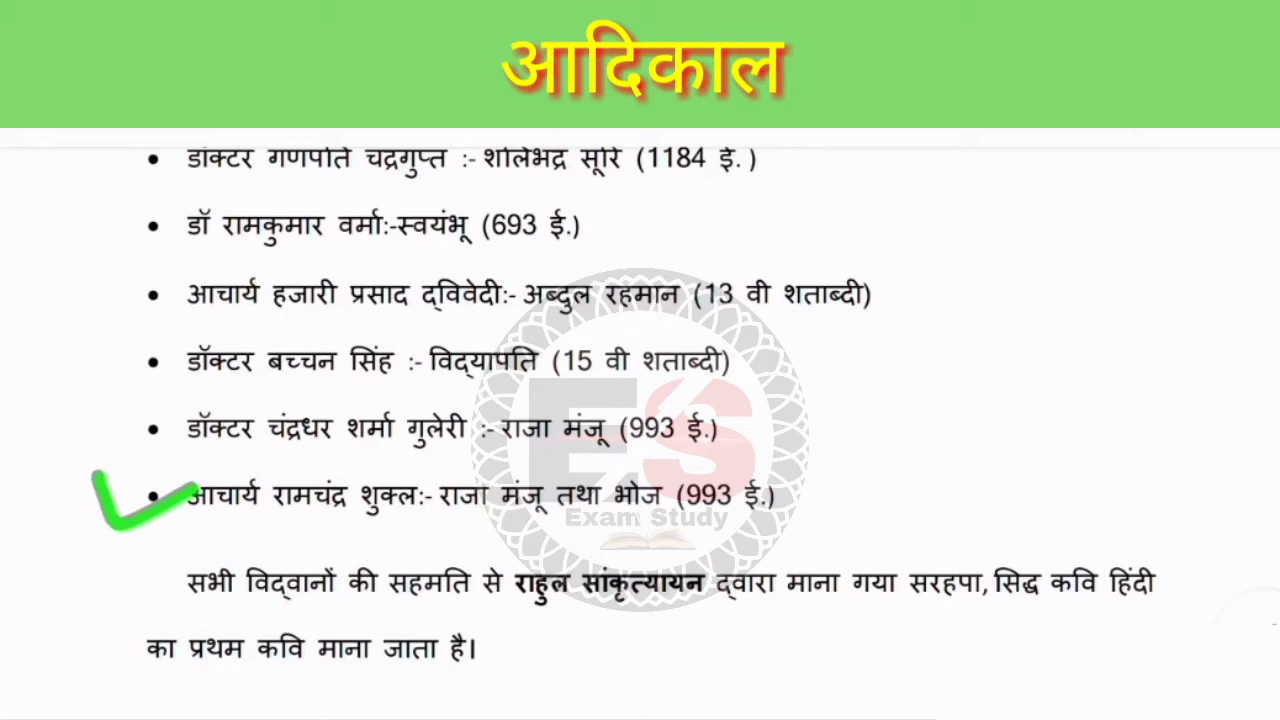 आदिकाल
• डॉक्टर गणपति चंद्रगुप्त :- शालिभद्र सूरि (1184 ई. )
• डॉ रामकुमार वर्मा:-स्वयंभू (693 ई.)
• आचार्य हजारी प्रसाद द्विवेदी:- अब्दुल रहमान (13 वी शताब्दी)
• डॉक्टर बच्चन सिंह :- विद्यापति (15 वी शताब्दी)
• डॉक्टर चंद्रधर शर्मा गुलेरी :- राजा मंजू (993 ई.)
• आचार्य रामचंद्र शुक्ल:- राजा मंजू तथा भोज (993 ई.)
ES
Exam Study
सभी विद्वानों की सहमति से राहुल सांकृत्यायन द्वारा माना गया सरहपा, सिद्ध कवि हिंदी
का प्रथम कवि माना जाता है।